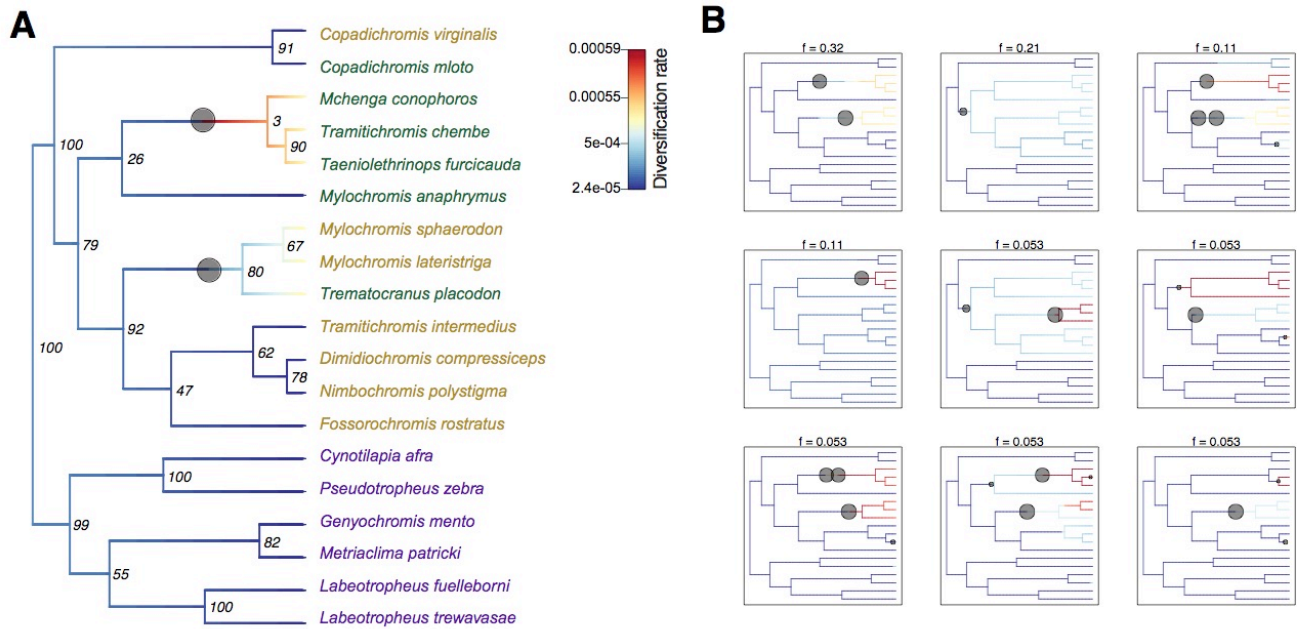 A
B
Copadichromis virginalis
91
Copadichromis mloto
Mchenga conophoros
3
Tramitichromis chembe
90
Taeniolethrinops furcicauda
100
26
Mylochromis anaphrymus
Mylochromis sphaerodon
67
79
Mylochromis lateristriga
80
Trematocranus placodon
92
Tramitichromis intermedius
100
62
Dimidiochromis compressiceps
78
47
Nimbochromis polystigma
Fossorochromis rostratus
Cynotilapia afra
100
Pseudotropheus zebra
99
Genyochromis mento
82
Metriaclima patricki
55
Labeotropheus fuelleborni
100
Labeotropheus trewavasae
0.00059
0.00055
5e-04
2.4e-05
Diversification rate
f = 0.32
f = 0.21
f = 0.11
f = 0.11
f = 0.053
f = 0.053
f = 0.053
f = 0.053
f = 0.053